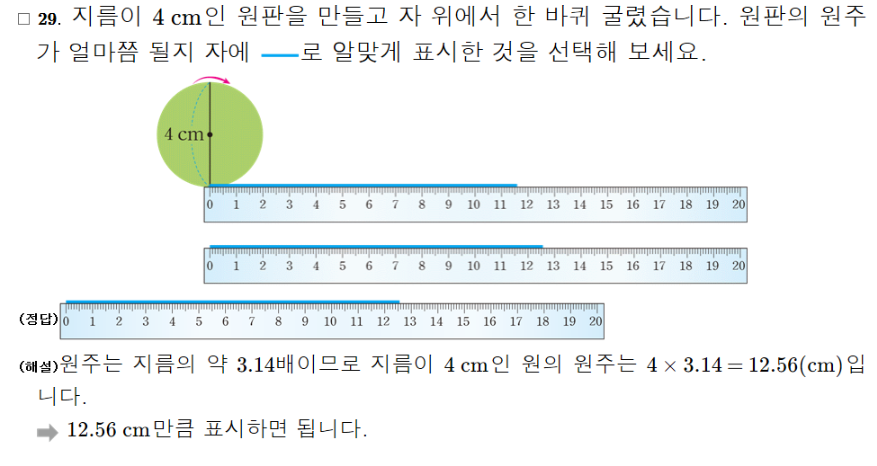 □ 29. 지름이 4 cm인 원판을 만들고 자 위에서 한 바퀴 굴렸습니다. 원판의 원주
가 얼마쯤 될지 자에 ―로 알맞게 표시한 것을 선택해 보세요.
4 cm
0 1 2 3 4 5 6 7 8 9 10 11 12 13 14 15 16 17 18 19 20
0 1 2 3 4 5 6 7 8 9 10 11 12 13 14 15 16 17 18 19 20
(정답) 0 1 2 3 4 5 6 7 8 9 10 11 12 13 14 15 16 17 18 19 20
(해설)원주는 지름의 약 3.14배이므로 지름이 4 cm인 원의 원주는 4 × 3.14 = 12.56(cm)입
니다.
➡ 12.56 cm만큼 표시하면 됩니다.